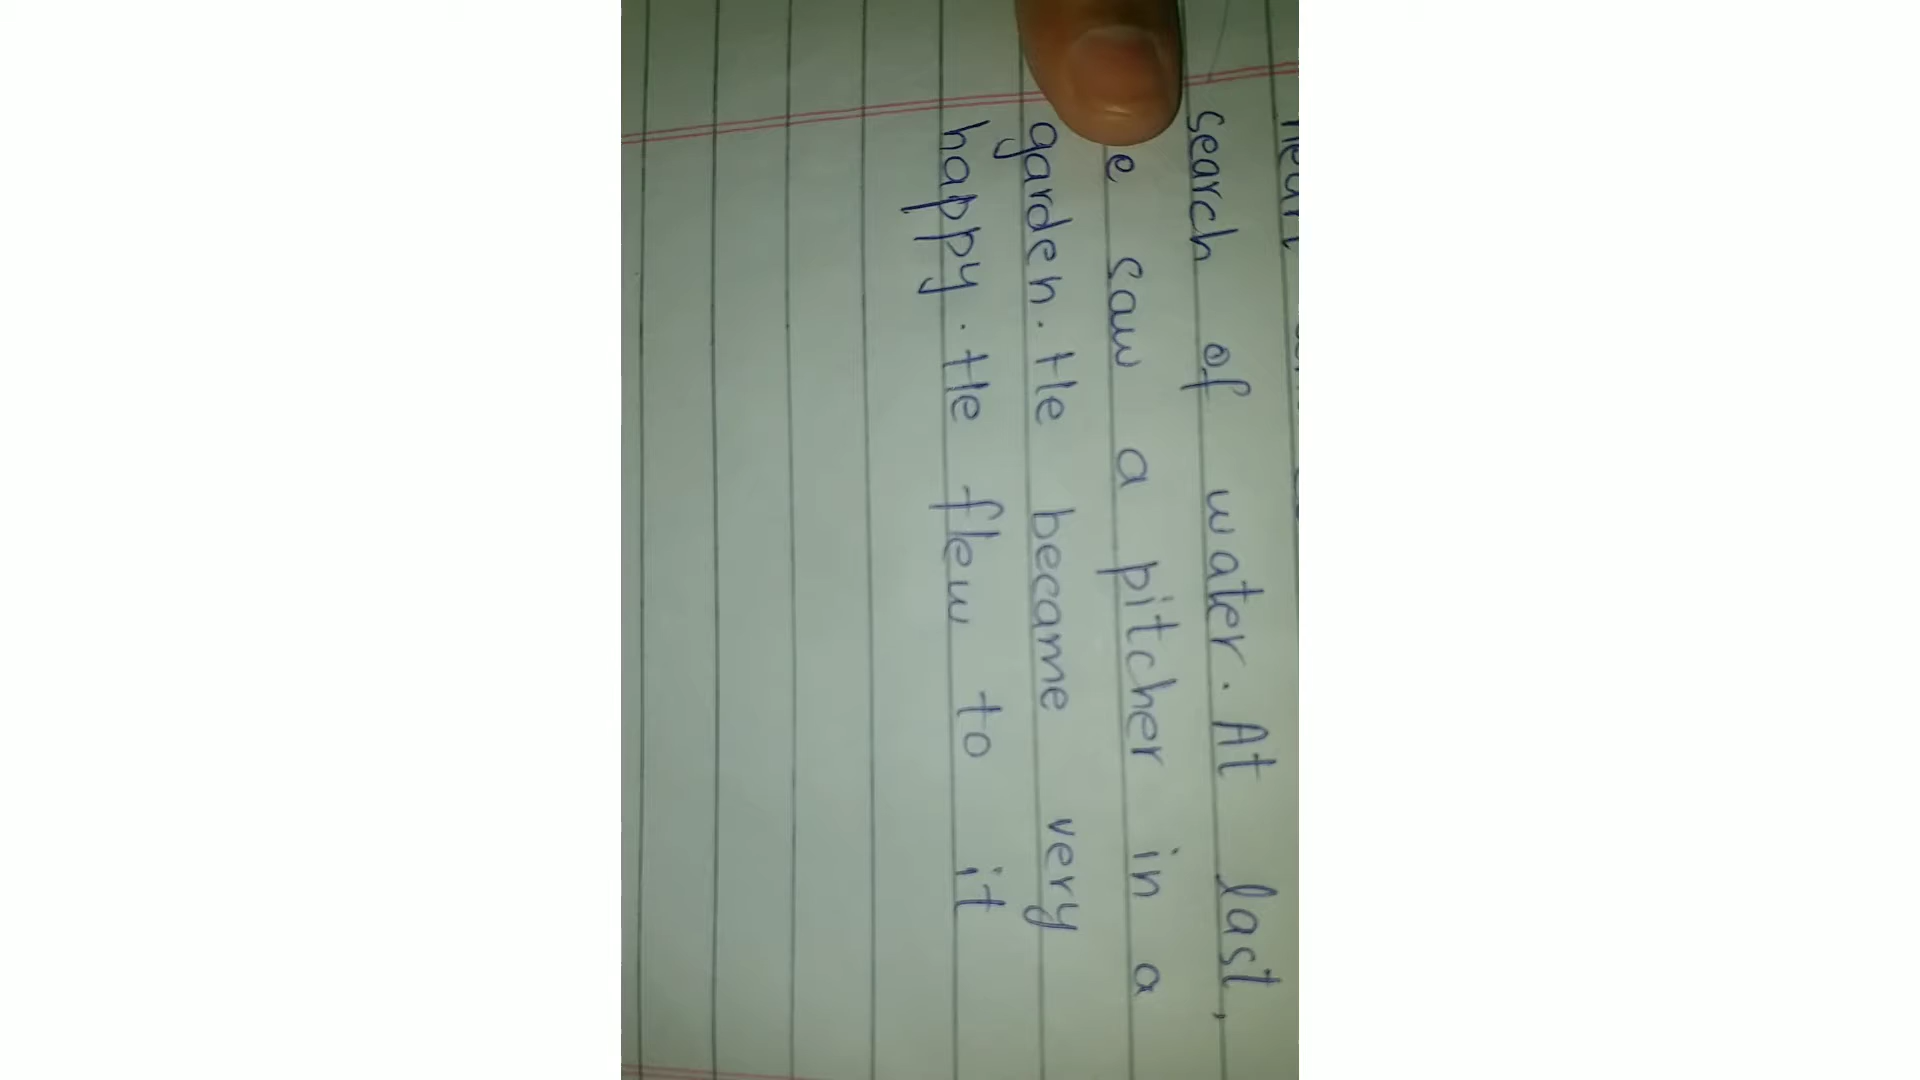 search of water. At last,
saw a pitcher in a
garden. He became very
happy. He flew to it